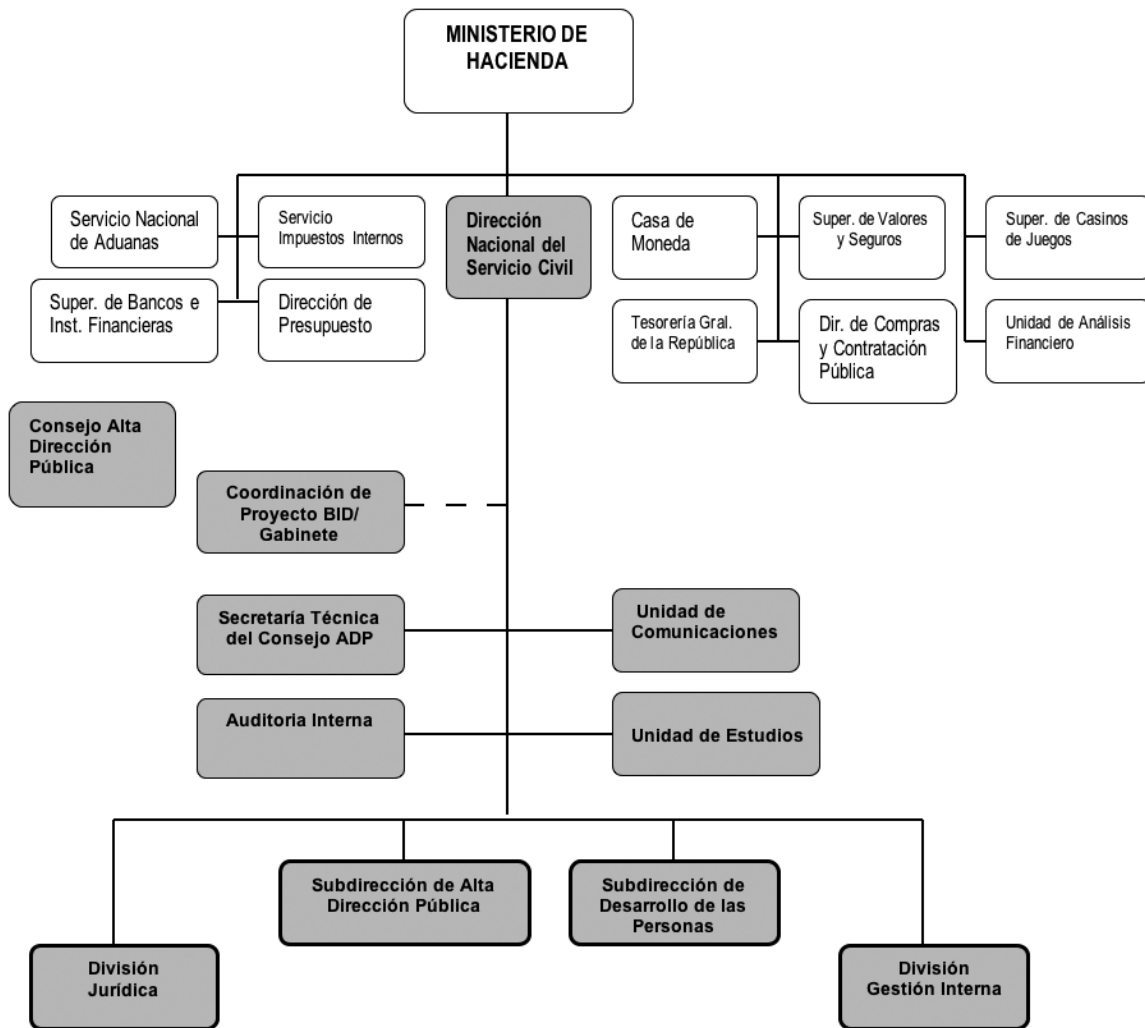 MINISTERIO DE
HACIENDA
Servicio Nacional
de Aduanas
Servicio
Impuestos Internos
Dirección
Nacional del
Servicio Civil
Casa de
Moneda
Super. de Valores
y Seguros
Super. de Casinos
de Juegos
Super. de Bancos e
Inst. Financieras
Dirección de
Presupuesto
Tesorería Gral.
de la República
Dir. de Compras
y Contratación
Pública
Unidad de Análisis
Financiero
Consejo Alta
Dirección
Pública
Coordinación de
Proyecto BID/
Gabinete
Secretaría Técnica
del Consejo ADP
Unidad de
Comunicaciones
Auditoria Interna
Unidad de Estudios
Subdirección de Alta
Dirección Pública
Subdirección de
Desarrollo de las
Personas
División
Jurídica
División
Gestión Interna